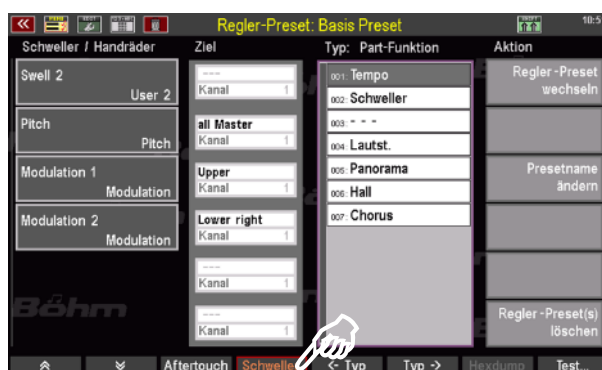 Regler-Preset: Basis Preset
Schweller / Handräder
Ziel
Typ: Part-Funktion
Aktion
Swell 2
User 2
Pitch
Pitch
Modulation 1
Modulation
Modulation 2
Modulation
---
Kanal 1
all Master
Kanal 1
Upper
Kanal 1
Lower right
Kanal 1
---
Kanal 1
---
Kanal 1
001: Tempo
002: Schweller
003: - - -
004: Lautst.
005: Panorama
006: Hall
007: Chorus
Regler-Preset
wechseln
Presetname
ändern
Regler-Preset(s)
löschen
Böhm
Aftertouch Schweller <- Typ Typ -> Hexdump Test...